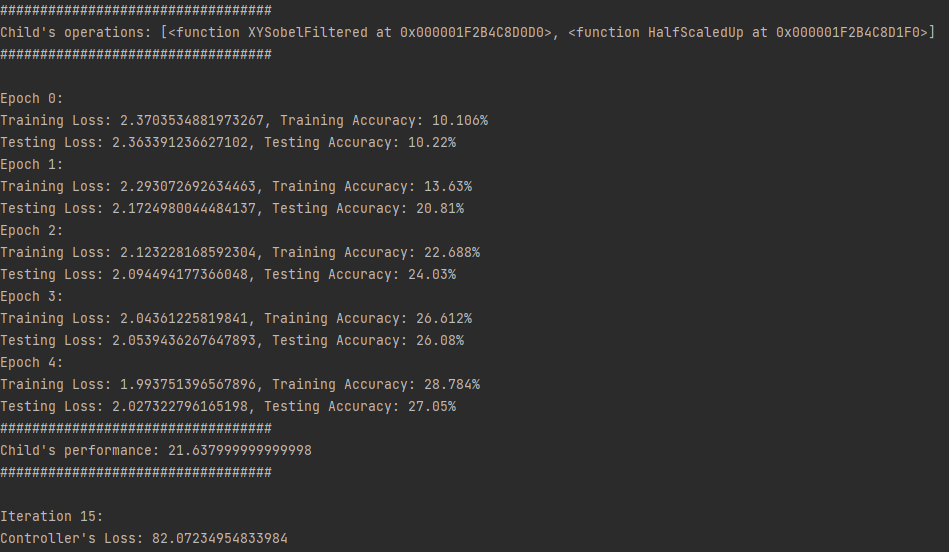 ##################################
Child's operations: [<function XYSobelFiltered at 0x000001F2B4C8D0D0>, <function HalfScaledUp at 0x000001F2B4C8D1F0>]
##################################
Epoch 0:
Training Loss: 2.3703534881973267, Training Accuracy: 10.106%
Testing Loss: 2.363391236627102, Testing Accuracy: 10.22%
Epoch 1:
Training Loss: 2.293072692634463, Training Accuracy: 13.63%
Testing Loss: 2.1724980044484137, Testing Accuracy: 20.81%
Epoch 2:
Training Loss: 2.123228168592304, Training Accuracy: 22.688%
Testing Loss: 2.094494177366048, Testing Accuracy: 24.03%
Epoch 3:
Training Loss: 2.04361225819841, Training Accuracy: 26.612%
Testing Loss: 2.0539436267647893, Testing Accuracy: 26.08%
Epoch 4:
Training Loss: 1.993751396567896, Training Accuracy: 28.784%
Testing Loss: 2.027322796165198, Testing Accuracy: 27.05%
##################################
Child's performance: 21.637999999999998
##################################
Iteration 15:
Controller's Loss: 82.07234954833984